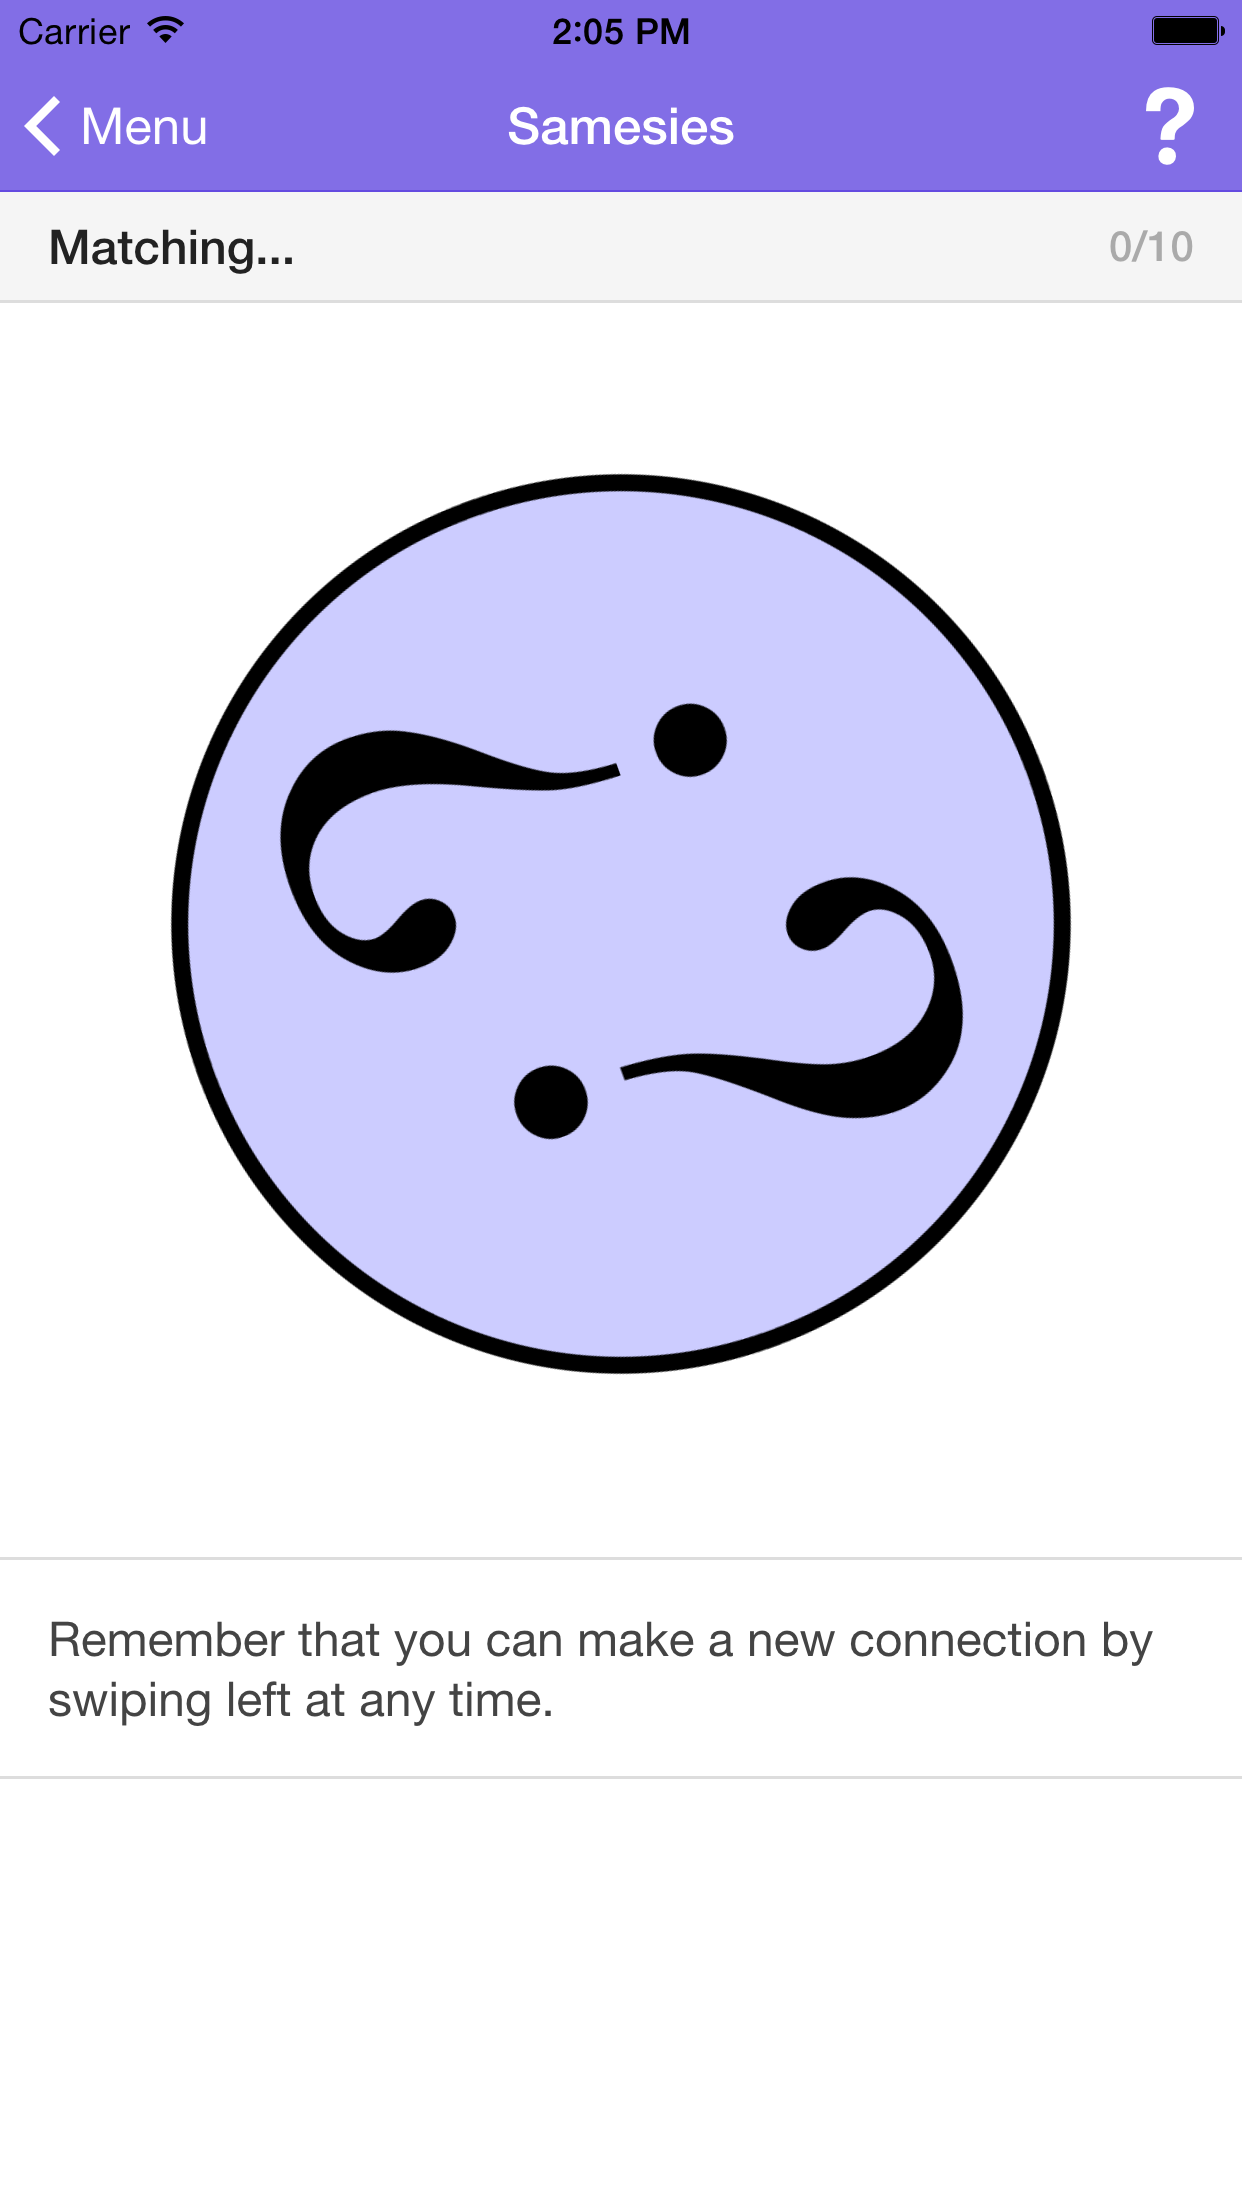 Carrier 2:05 PM
Menu Samesies ?
Matching... 0/10
Remember that you can make a new connection by
swiping left at any time.